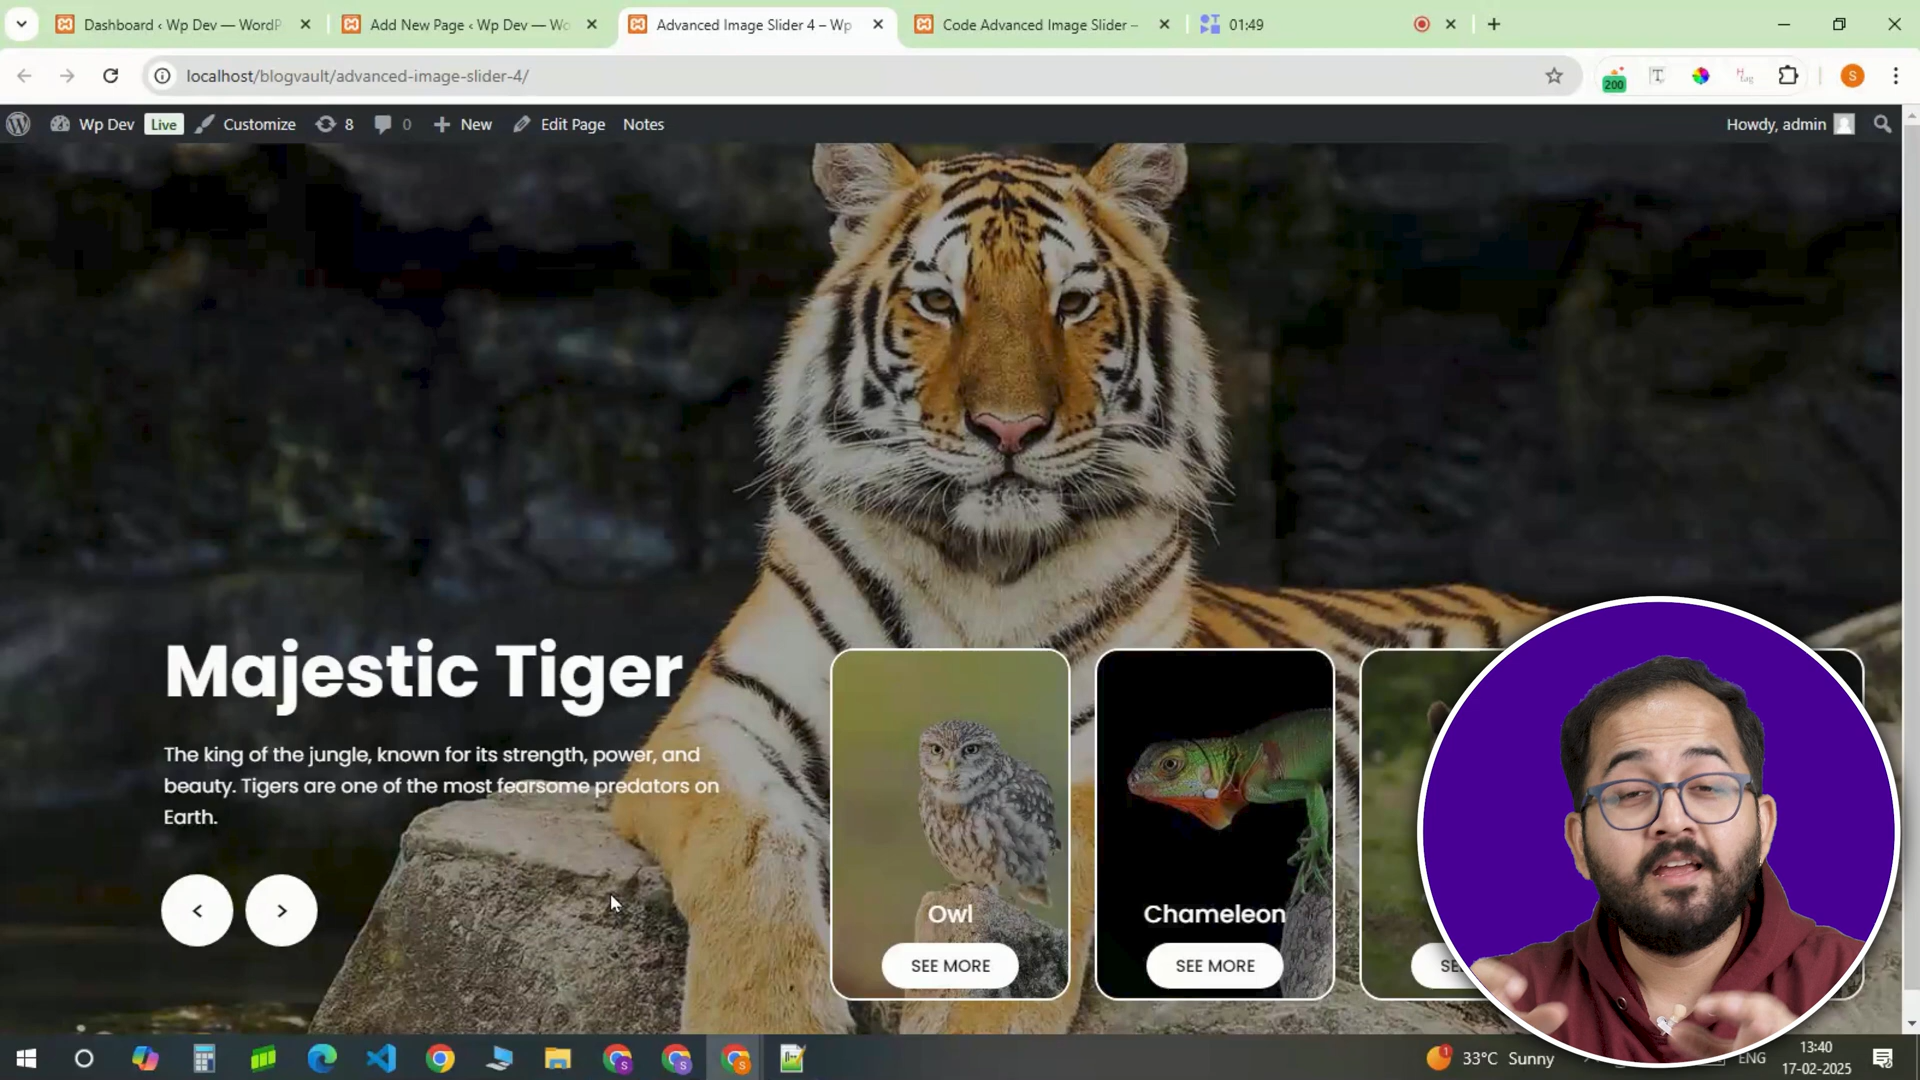 Dashboard ‹ Wp Dev — WordP
Add New Page ‹ Wp Dev — Wo
Advanced Image Slider 4 – Wp
Code Advanced Image Slider –
01:49
localhost/blogvault/advanced-image-slider-4/
200
S
Wp Dev
Live
Customize
8
0
New
Edit Page
Notes
Howdy, admin
Majestic Tiger
The king of the jungle, known for its strength, power, and
beauty. Tigers are one of the most fearsome predators on
Earth.
Owl
SEE MORE
Chameleon
SEE MORE
33°C Sunny
ENG
13:40
17-02-2025